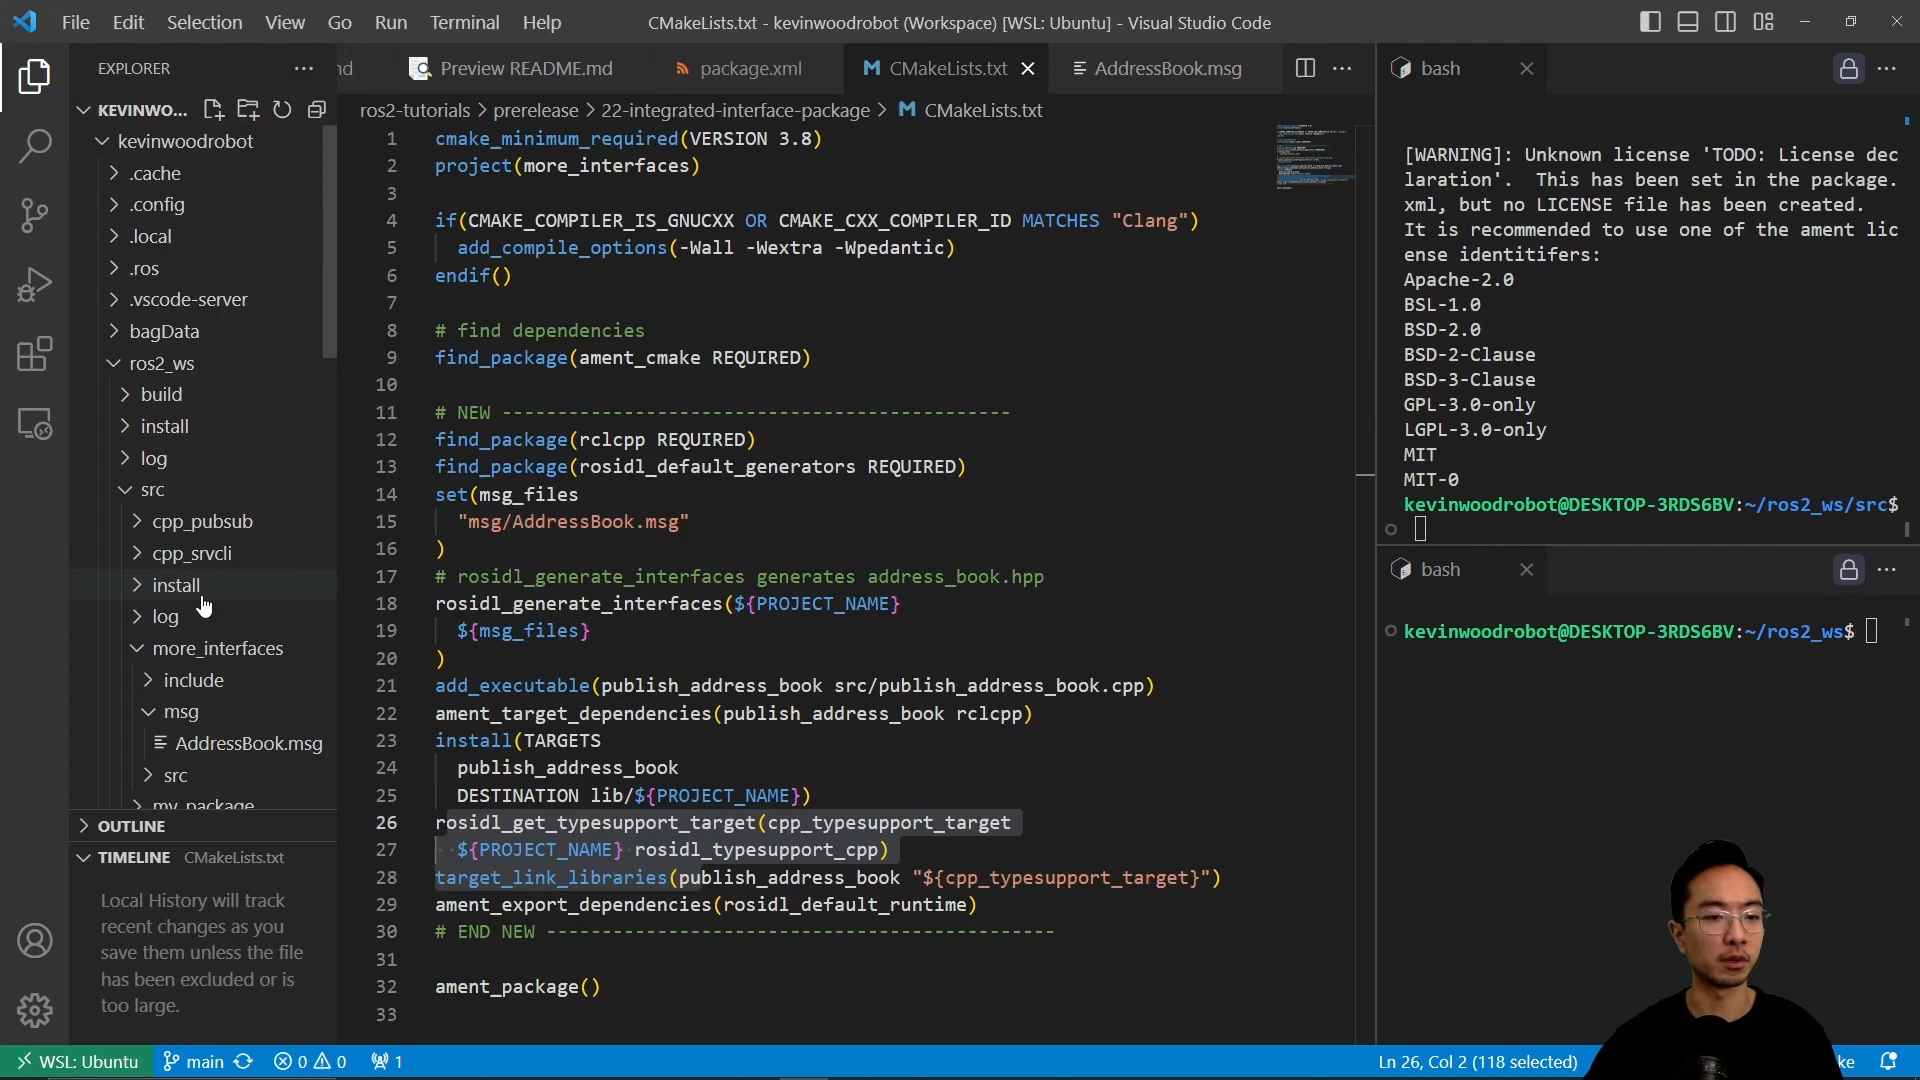 File Edit Selection View Go Run Terminal Help
CMakeLists.txt - kevinwoodrobot (Workspace) [WSL: Ubuntu] - Visual Studio Code
EXPLORER
KEVINWO...
kevinwoodrobot
.cache
.config
.local
.ros
.vscode-server
bagData
ros2_ws
build
install
log
src
cpp_pubsub
cpp_srvcli
install
log
more_interfaces
include
msg
AddressBook.msg
src
my_package
OUTLINE
TIMELINE CMakeLists.txt
Local History will track
recent changes as you
save them unless the file
has been excluded or is
too large.
Preview README.md
package.xml
CMakeLists.txt
AddressBook.msg
ros2-tutorials > prerelease > 22-integrated-interface-package > CMakeLists.txt
1 cmake_minimum_required(VERSION 3.8)
2 project(more_interfaces)
3
4 if(CMAKE_COMPILER_IS_GNUCXX OR CMAKE_CXX_COMPILER_ID MATCHES "Clang")
5 add_compile_options(-Wall -Wextra -Wpedantic)
6 endif()
7
8 # find dependencies
9 find_package(ament_cmake REQUIRED)
10
11 # NEW ----------------------------------------------
12 find_package(rclcpp REQUIRED)
13 find_package(rosidl_default_generators REQUIRED)
14 set(msg_files
15 "msg/AddressBook.msg"
16 )
17 # rosidl_generate_interfaces generates address_book.hpp
18 rosidl_generate_interfaces(${PROJECT_NAME}
19 ${msg_files}
20 )
21 add_executable(publish_address_book src/publish_address_book.cpp)
22 ament_target_dependencies(publish_address_book rclcpp)
23 install(TARGETS
24 publish_address_book
25 DESTINATION lib/${PROJECT_NAME})
26 rosidl_get_typesupport_target(cpp_typesupport_target
27 ${PROJECT_NAME} rosidl_typesupport_cpp)
28 target_link_libraries(publish_address_book "${cpp_typesupport_target}")
29 ament_export_dependencies(rosidl_default_runtime)
30 # END NEW ----------------------------------------------
31
32 ament_package()
33
bash
[WARNING]: Unknown license 'TODO: License dec
laration'.  This has been set in the package.
xml, but no LICENSE file has been created.
It is recommended to use one of the ament lic
ense identitifers:
Apache-2.0
BSL-1.0
BSD-2.0
BSD-2-Clause
BSD-3-Clause
GPL-3.0-only
LGPL-3.0-only
MIT
MIT-0
kevinwoodrobot@DESKTOP-3RDS6BV:~/ros2_ws/src$
bash
kevinwoodrobot@DESKTOP-3RDS6BV:~/ros2_ws$
WSL: Ubuntu main 0 0 1
Ln 26, Col 2 (118 selected)